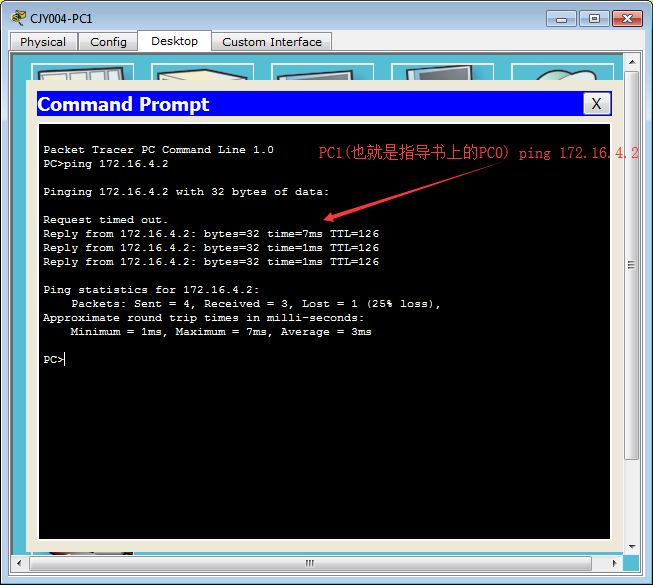 CJY004-PC1
Physical Config Desktop Custom Interface
Command Prompt
X
Packet Tracer PC Command Line 1.0
PC>ping 172.16.4.2
PC1(也就是指导书上的PC0) ping 172.16.4.2
Pinging 172.16.4.2 with 32 bytes of data:
Request timed out.
Reply from 172.16.4.2: bytes=32 time=7ms TTL=126
Reply from 172.16.4.2: bytes=32 time=1ms TTL=126
Reply from 172.16.4.2: bytes=32 time=1ms TTL=126
Ping statistics for 172.16.4.2:
Packets: Sent = 4, Received = 3, Lost = 1 (25% loss),
Approximate round trip times in milli-seconds:
Minimum = 1ms, Maximum = 7ms, Average = 3ms
PC>